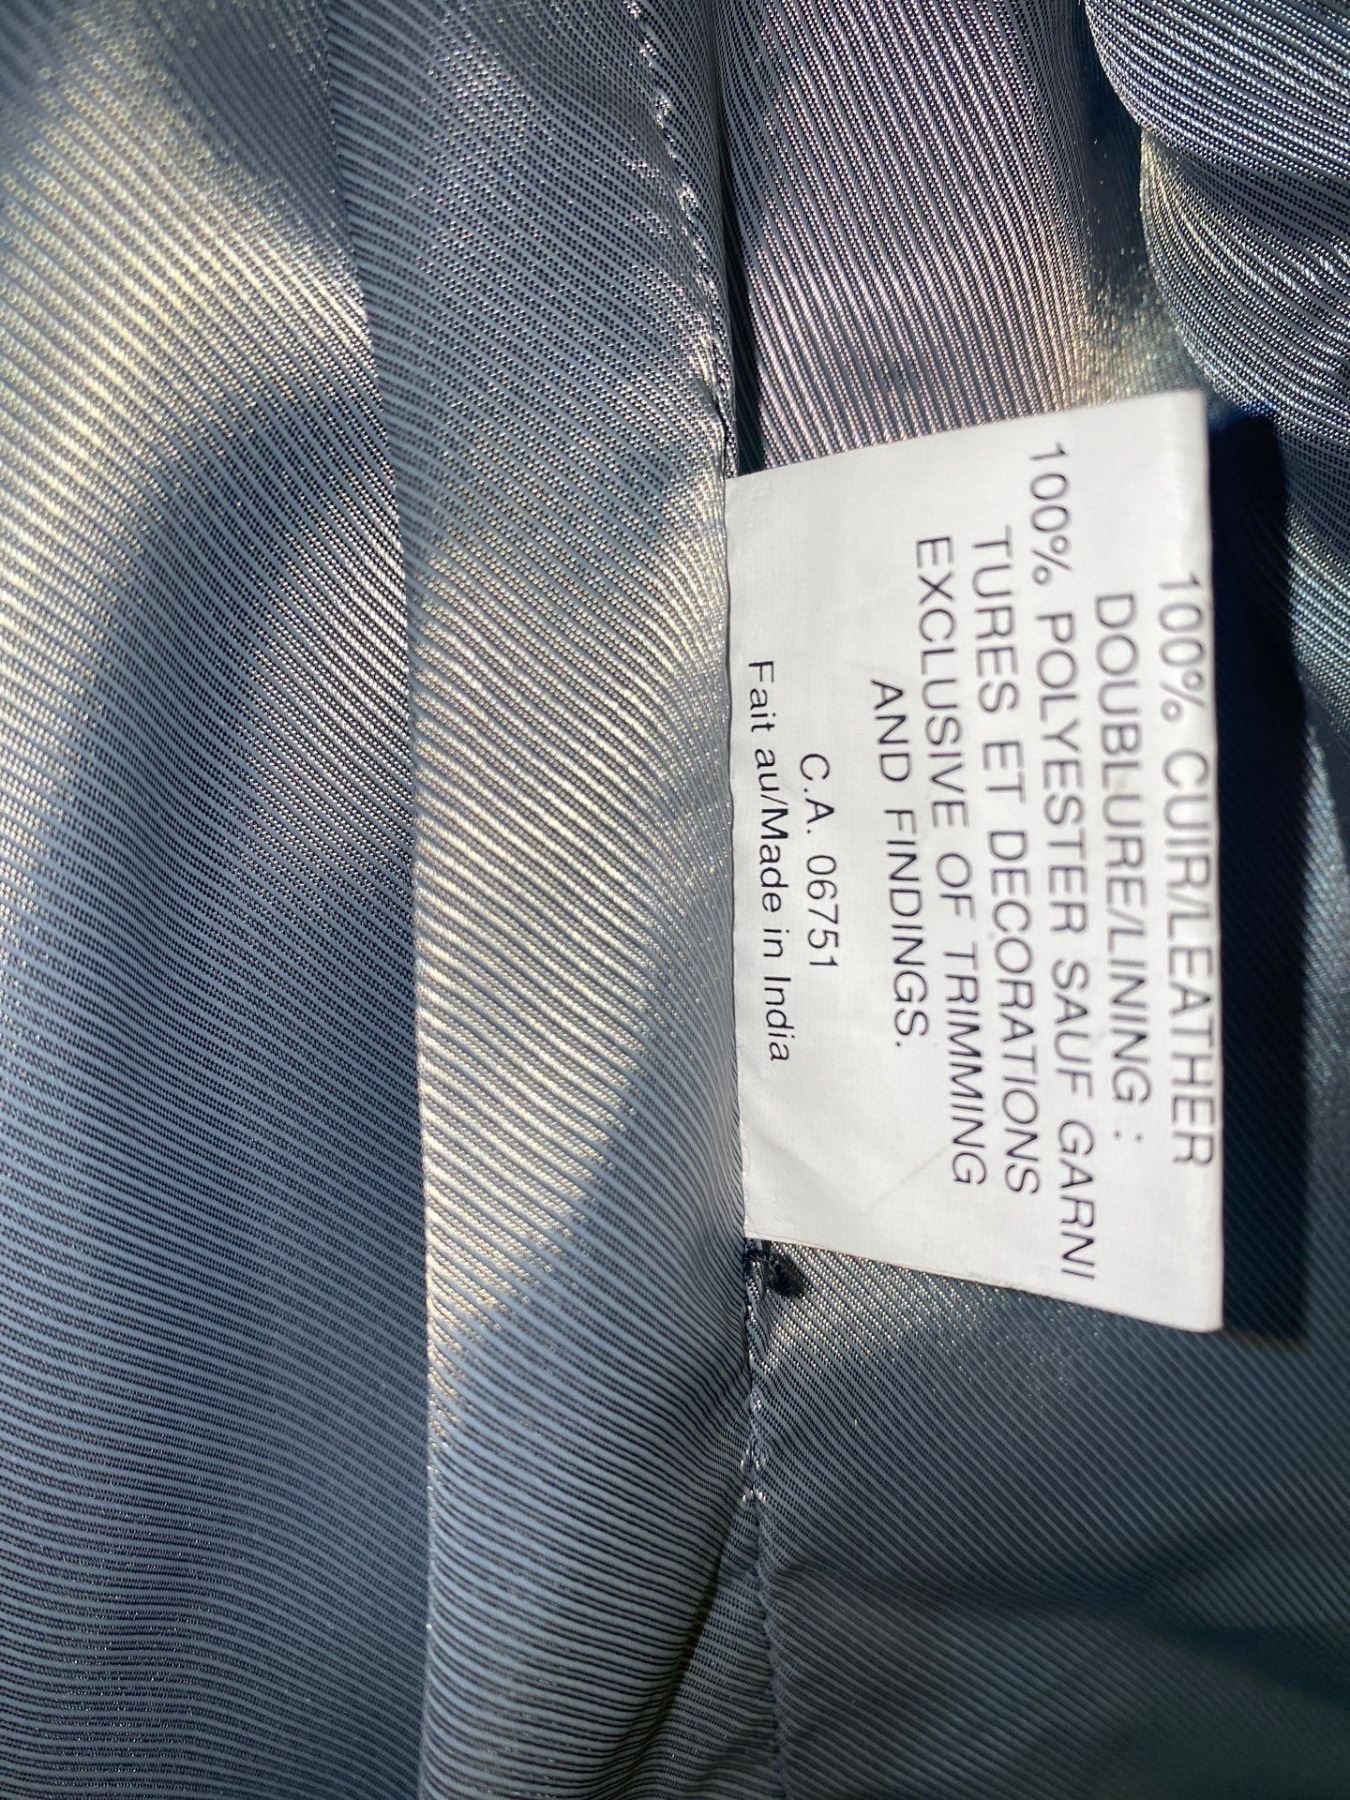 100% CUIR/LEATHER
DOUBLURE/LINING :
100% POLYESTER SAUF GARNI
TURES ET DECORATIONS
EXCLUSIVE OF TRIMMING
AND FINDINGS.
C.A. 06751
Fait au/Made in India